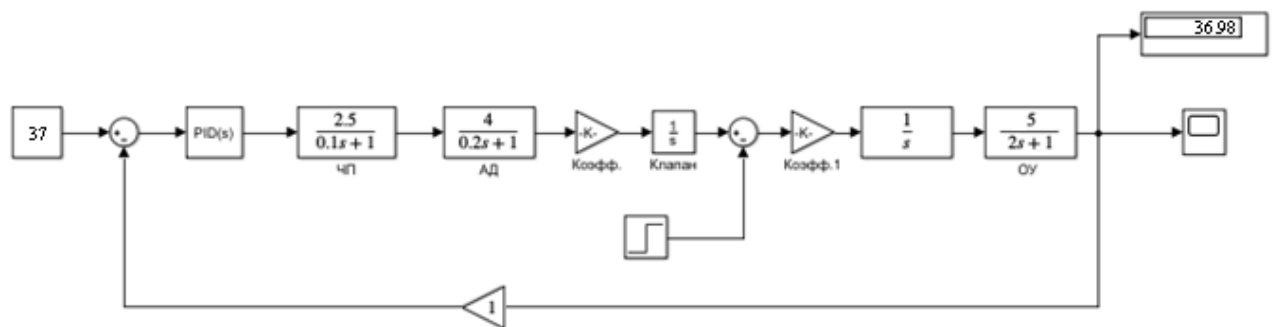 36.98
37
+
-
PID(s)
2.5
0.1s + 1
ЧП
4
0.2s + 1
АД
-K-
Коэфф.
1
s
Клапан
+
-
-K-
Коэфф.1
1
s
5
2s + 1
ОУ
1